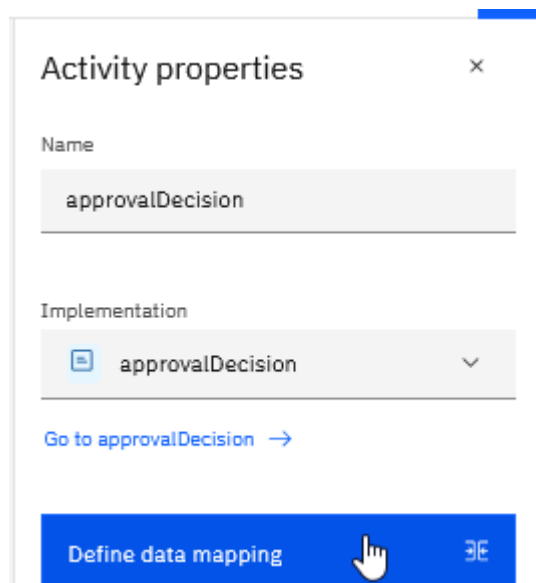 Activity properties
Name
approvalDecision
Implementation
approvalDecision
Go to approvalDecision →
Define data mapping